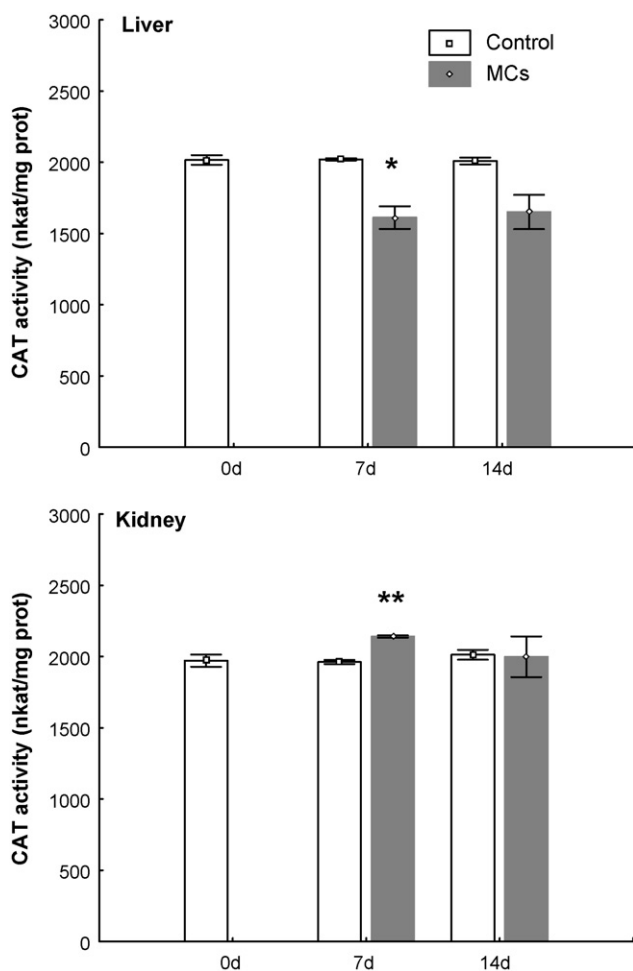 Liver
Control
MCs
CAT activity (nkat/mg prot)
3000
2500
2000
*
1500
1000
500
0
0d 7d 14d
Kidney
CAT activity (nkat/mg prot)
3000
2500
**
2000
1500
1000
500
0
0d 7d 14d